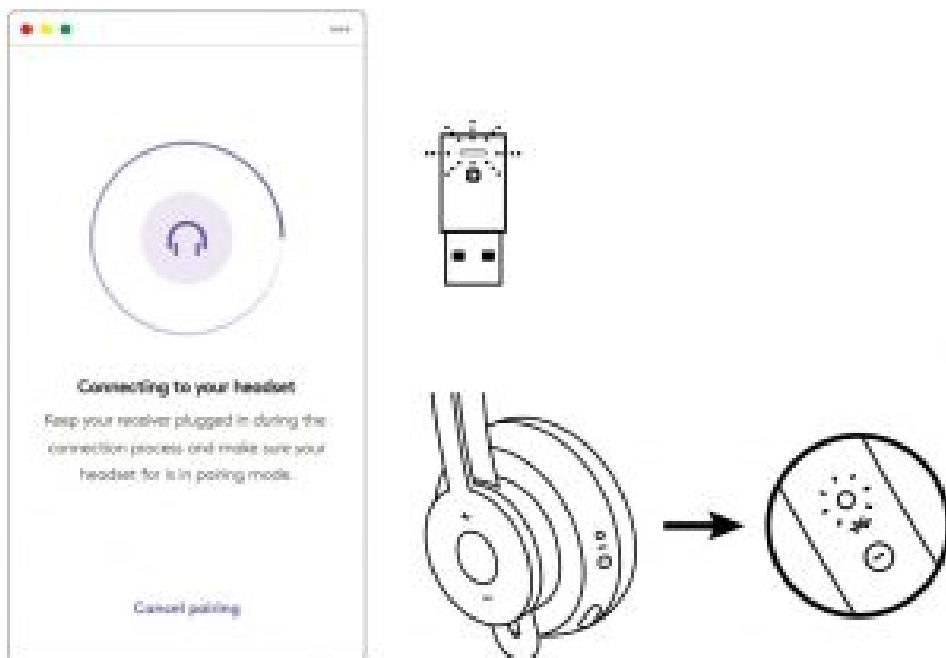 Connecting to your headset
Keep your receiver plugged in during the
connection process and make sure your
headset for is in pairing mode.
Cancel pairing